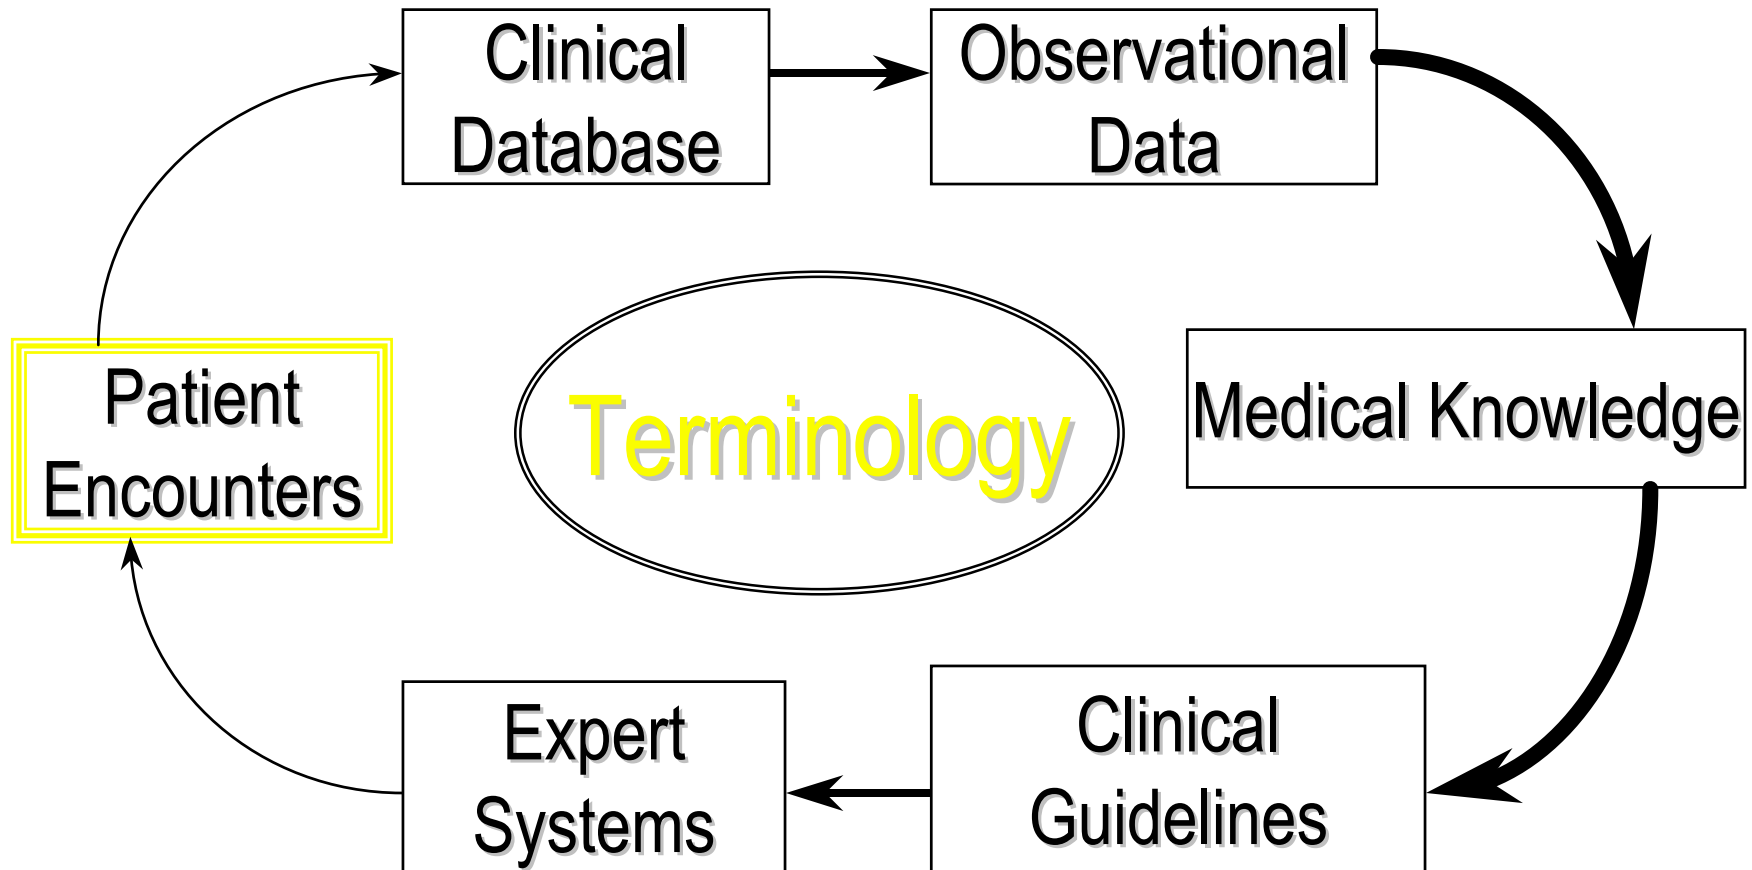 Clinical
Database
Observational
Data
Patient
Encounters
Terminology
Medical Knowledge
Expert
Systems
Clinical
Guidelines